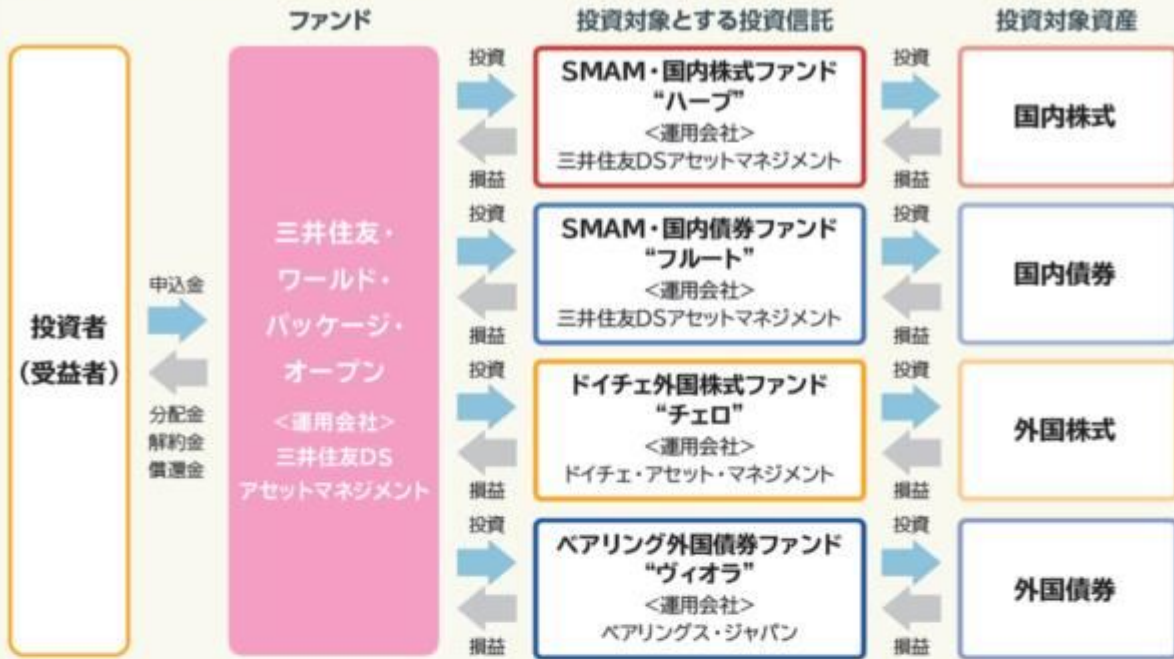 ファンド
投資対象とする投資信託
投資対象資産
投資者
(受益者)
申込金
分配金
解約金
償還金
三井住友・
ワールド・
パッケージ・
オープン
<運用会社>
三井住友DS
アセットマネジメント
投資
損益
SMAM・国内株式ファンド
“ハープ”
<運用会社>
三井住友DSアセットマネジメント
投資
損益
国内株式
投資
損益
SMAM・国内債券ファンド
“フルート”
<運用会社>
三井住友DSアセットマネジメント
投資
損益
国内債券
投資
損益
ドイチェ外国株式ファンド
“チェロ”
<運用会社>
ドイチェ・アセット・マネジメント
投資
損益
外国株式
投資
損益
ベアリング外国債券ファンド
“ヴィオラ”
<運用会社>
ベアリングス・ジャパン
投資
損益
外国債券